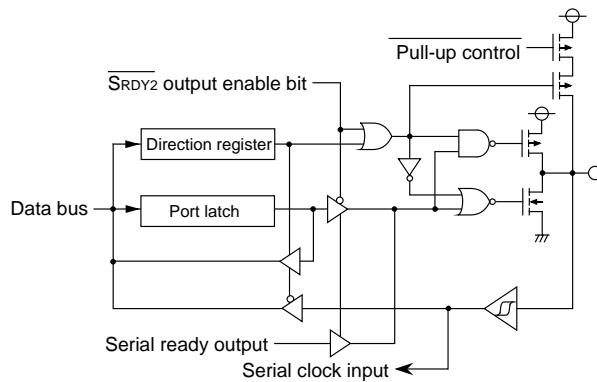 Pull-up control
SRDY2 output enable bit
Direction register
Data bus
Port latch
Serial ready output
Serial clock input